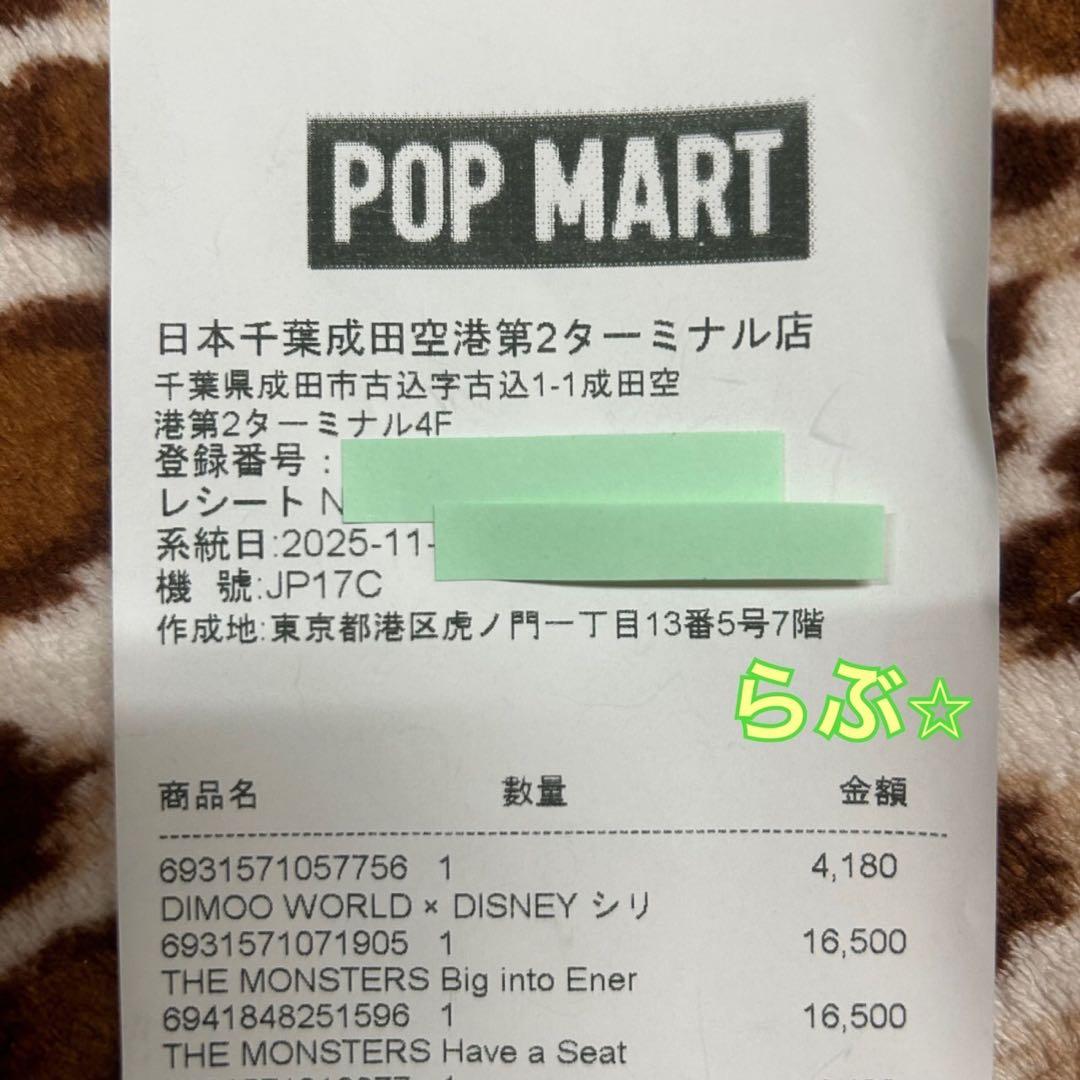 POP MART
日本千葉成田空港第2ターミナル店
千葉県成田市古込字古込1-1成田空
港第2ターミナル4F
登録番号：
レシート N
系統日:2025-11-
機 號:JP17C
作成地:東京都港区虎ノ門一丁目13番5号7階
らぶ☆
商品名 數量 金額
6931571057756 1 4,180
DIMOO WORLD × DISNEY シリ
6931571071905 1 16,500
THE MONSTERS Big into Ener
6941848251596 1 16,500
THE MONSTERS Have a Seat